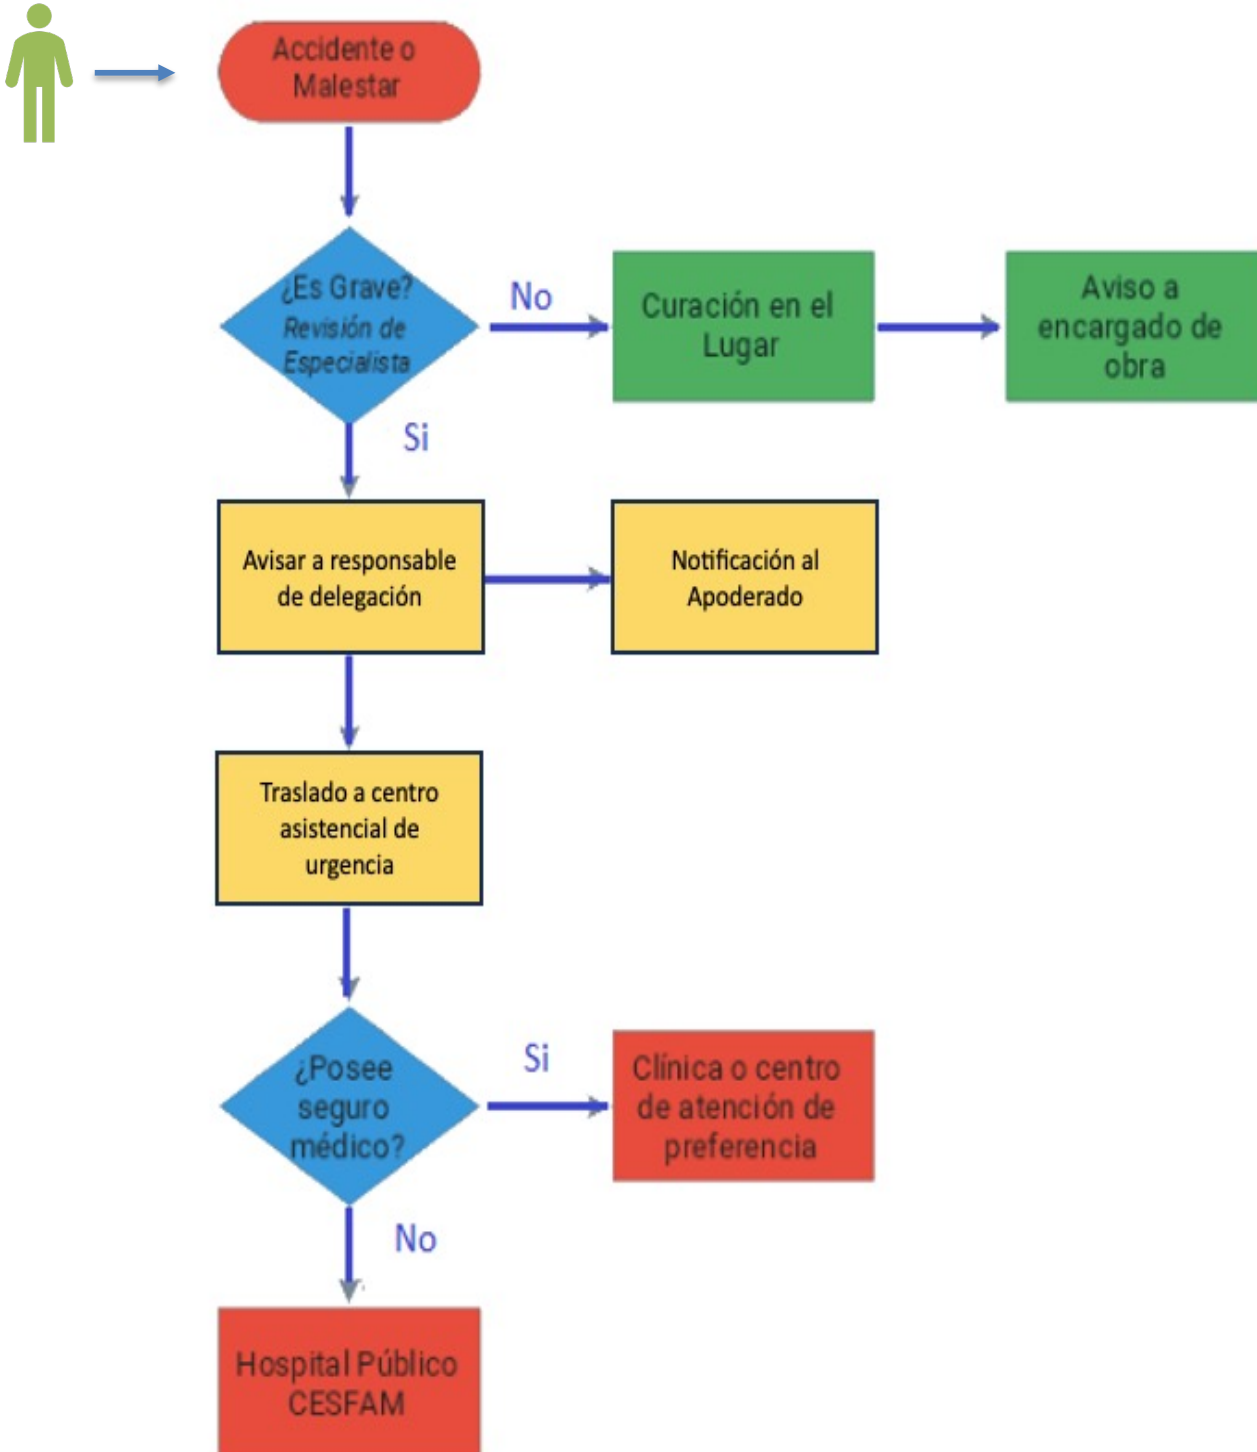 Accidente o
Malestar
¿Es Grave?
Revisión de
Especialista
No
Curación en el
Lugar
Aviso a
encargado de
obra
Si
Avisar a responsable
de delegación
Notificación al
Apoderado
Traslado a centro
asistencial de
urgencia
¿Posee
seguro
médico?
Si
Clínica o centro
de atención de
preferencia
No
Hospital Público
CESFAM